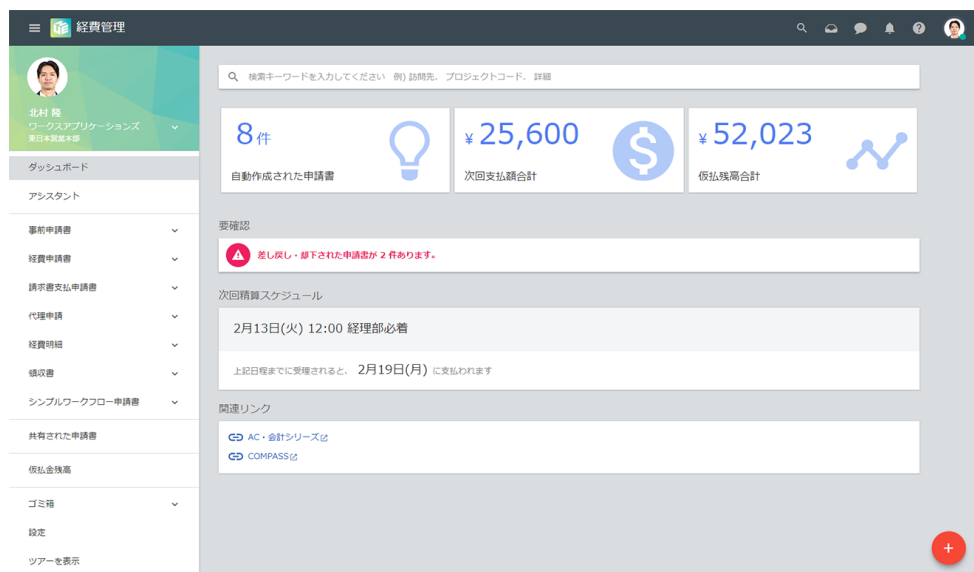 経費管理
北村 隆
ワークスアプリケーションズ
東日本営業本部
ダッシュボード
アシスタント
事前申請書
経費申請書
請求書支払申請書
代理申請
経費明細
領収書
シンプルワークフロー申請書
共有された申請書
仮払金残高
ゴミ箱
設定
ツアーを表示
検索キーワードを入力してください 例) 訪問先、 プロジェクトコード、 詳細
8件
自動作成された申請書
¥ 25,600
次回支払額合計
¥ 52,023
仮払残高合計
要確認
差し戻し・却下された申請書が 2 件あります。
次回精算スケジュール
2月13日(火) 12:00 経理部必着
上記日程までに受理されると、 2月19日(月) に支払われます
関連リンク
AC・会計シリーズ
COMPASS